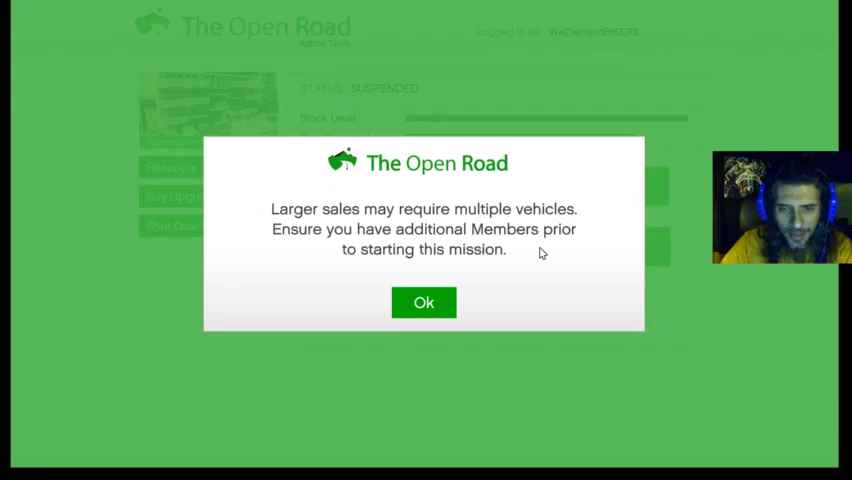 The Open Road
Admin Tools
Logged in as: WeDieHardBIKERS
STATUS: SUSPENDED
Stock Level
Resupply
The Open Road
Larger sales may require multiple vehicles.
Ensure you have additional Members prior
to starting this mission.
Ok